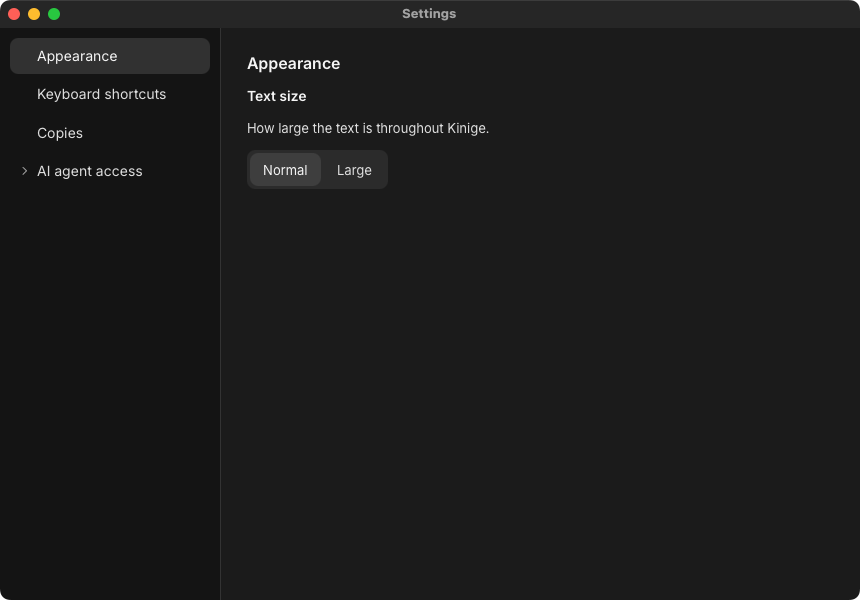 Settings
Appearance
Keyboard shortcuts
Copies
AI agent access
Appearance
Text size
How large the text is throughout Kinige.
Normal
Large